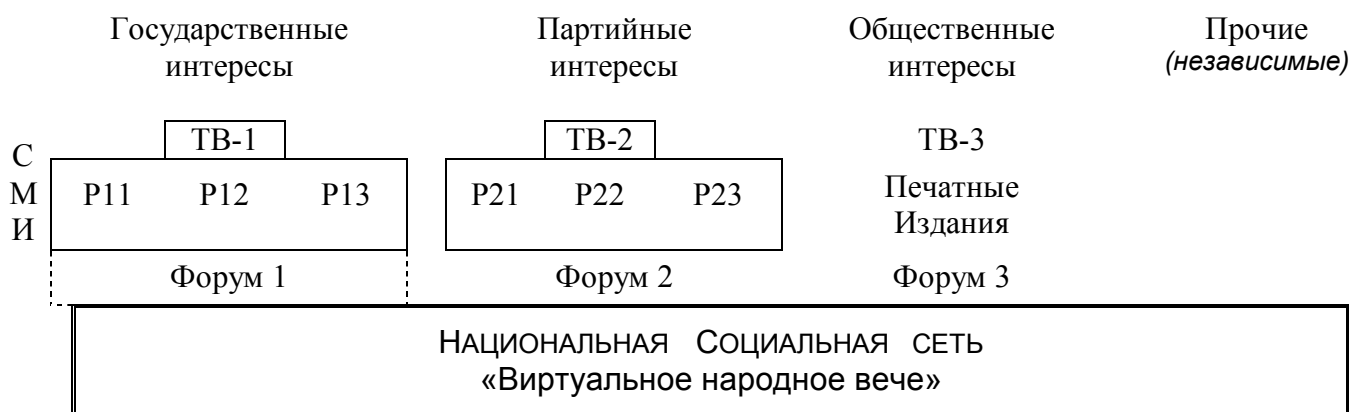 Государственные Партийные Общественные Прочие
интересы интересы интересы (независимые)
ТВ-1 ТВ-2 ТВ-3
С
М
И
Р11 Р12 Р13 Р21 Р22 Р23 Печатные
Издания
Форум 1 Форум 2 Форум 3
НАЦИОНАЛЬНАЯ СОЦИАЛЬНАЯ СЕТЬ
«Виртуальное народное вече»